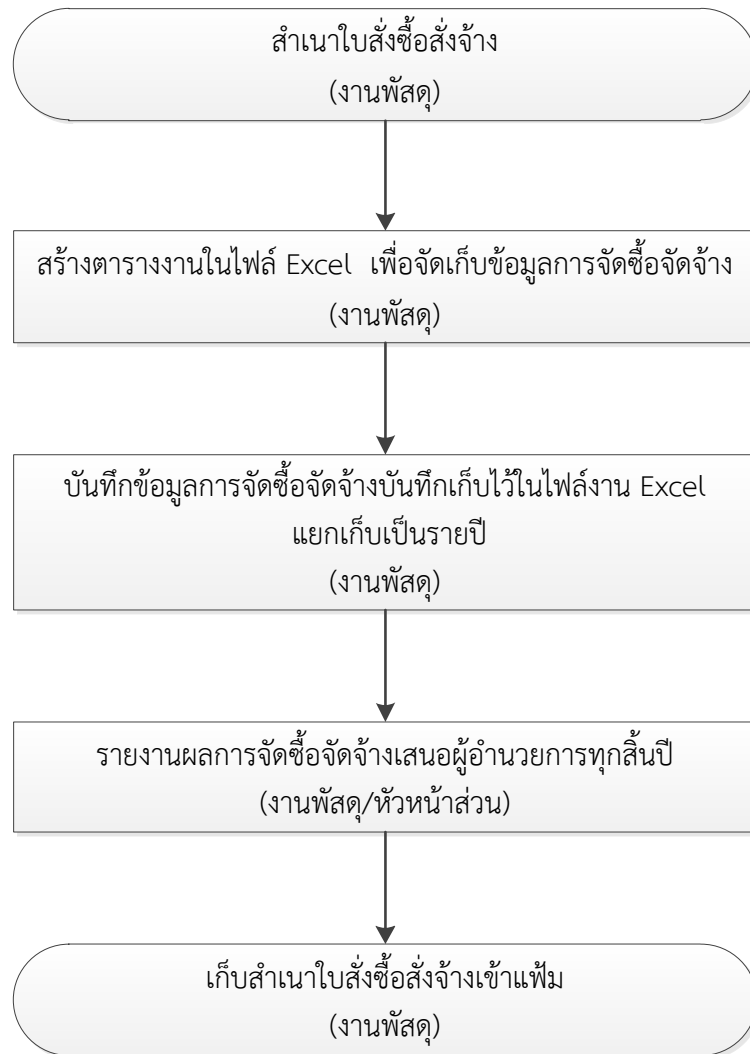 สำเนาใบสั่งซื้อสั่งจ้าง
(งานพัสดุ)
สร้างตารางงานในไฟล์ Excel เพื่อจัดเก็บข้อมูลการจัดซื้อจัดจ้าง
(งานพัสดุ)
บันทึกข้อมูลการจัดซื้อจัดจ้างบันทึกเก็บไว้ในไฟล์งาน Excel
แยกเก็บเป็นรายปี
(งานพัสดุ)
รายงานผลการจัดซื้อจัดจ้างเสนอผู้อำนวยการทุกสิ้นปี
(งานพัสดุ/หัวหน้าส่วน)
เก็บสำเนาใบสั่งซื้อสั่งจ้างเข้าแฟ้ม
(งานพัสดุ)